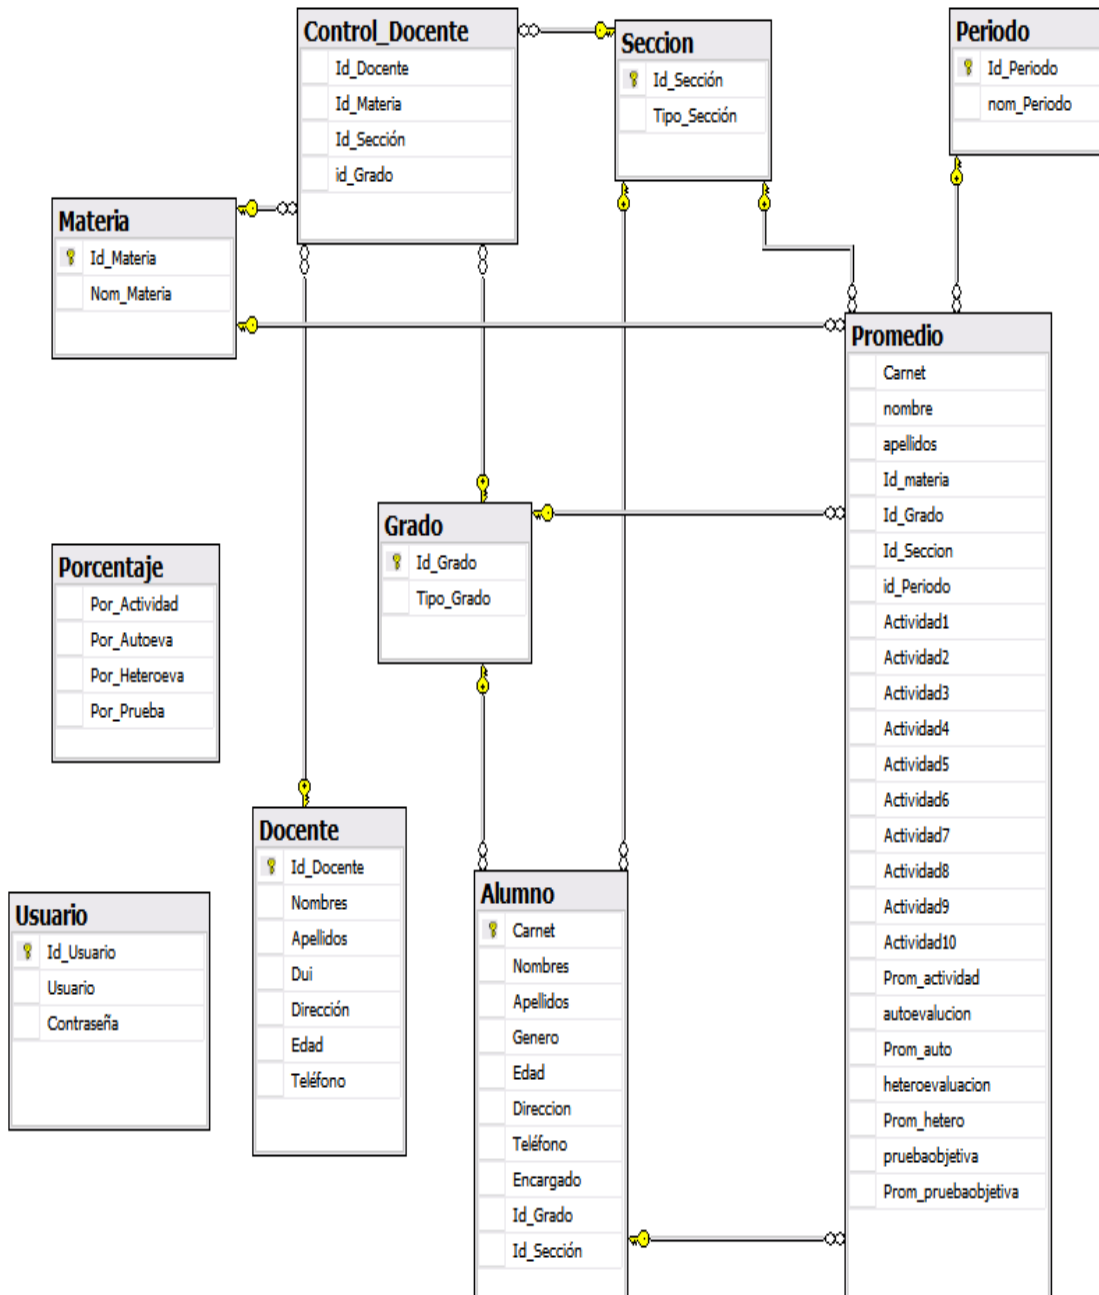 Control_Docente
Id_Docente
Id_Materia
Id_Sección
id_Grado
Seccion
Id_Sección
Tipo_Sección
Periodo
Id_Periodo
nom_Periodo
Materia
Id_Materia
Nom_Materia
Promedio
Carnet
nombre
apellidos
Id_materia
Id_Grado
Id_Seccion
id_Periodo
Actividad1
Actividad2
Actividad3
Actividad4
Actividad5
Actividad6
Actividad7
Actividad8
Actividad9
Actividad10
Prom_actividad
autoevalucion
Prom_auto
heteroevaluacion
Prom_hetero
pruebaobjetiva
Prom_pruebaobjetiva
Grado
Id_Grado
Tipo_Grado
Porcentaje
Por_Actividad
Por_Autoeva
Por_Heteroeva
Por_Prueba
Docente
Id_Docente
Nombres
Apellidos
Dui
Dirección
Edad
Teléfono
Usuario
Id_Usuario
Usuario
Contraseña
Alumno
Carnet
Nombres
Apellidos
Genero
Edad
Direccion
Teléfono
Encargado
Id_Grado
Id_Sección